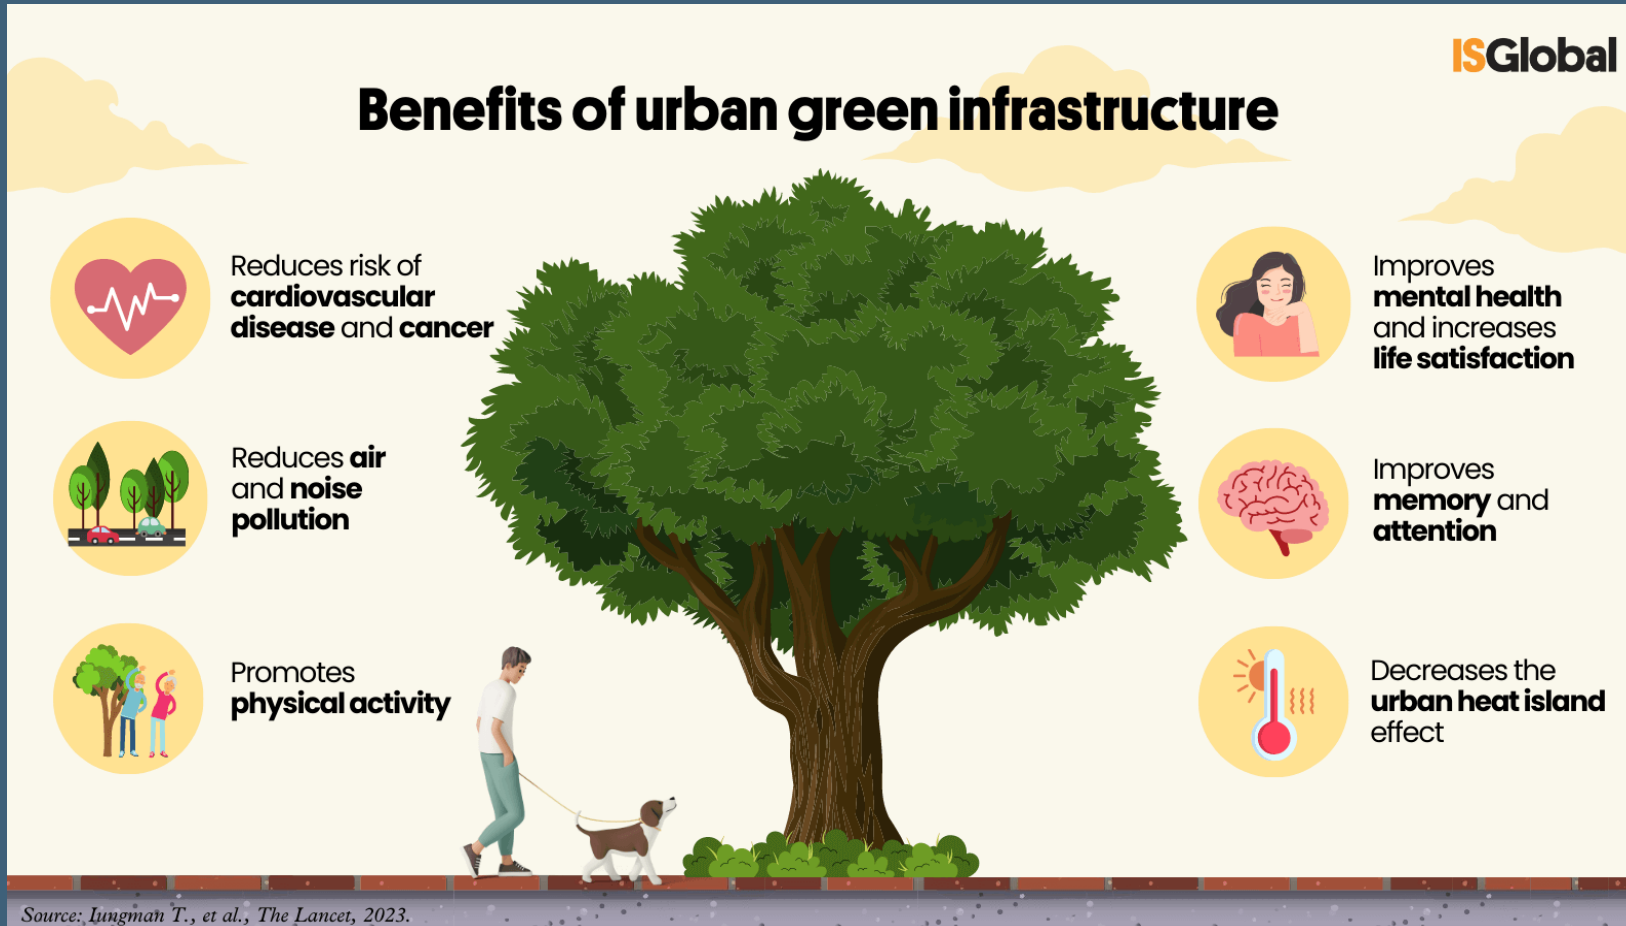 ISGlobal
Benefits of urban green infrastructure
Reduces risk of
cardiovascular
disease and cancer
Reduces air
and noise
pollution
Promotes
physical activity
Improves
mental health
and increases
life satisfaction
Improves
memory and
attention
Decreases the
urban heat island
effect
Source: Iungman T., et al., The Lancet, 2023.